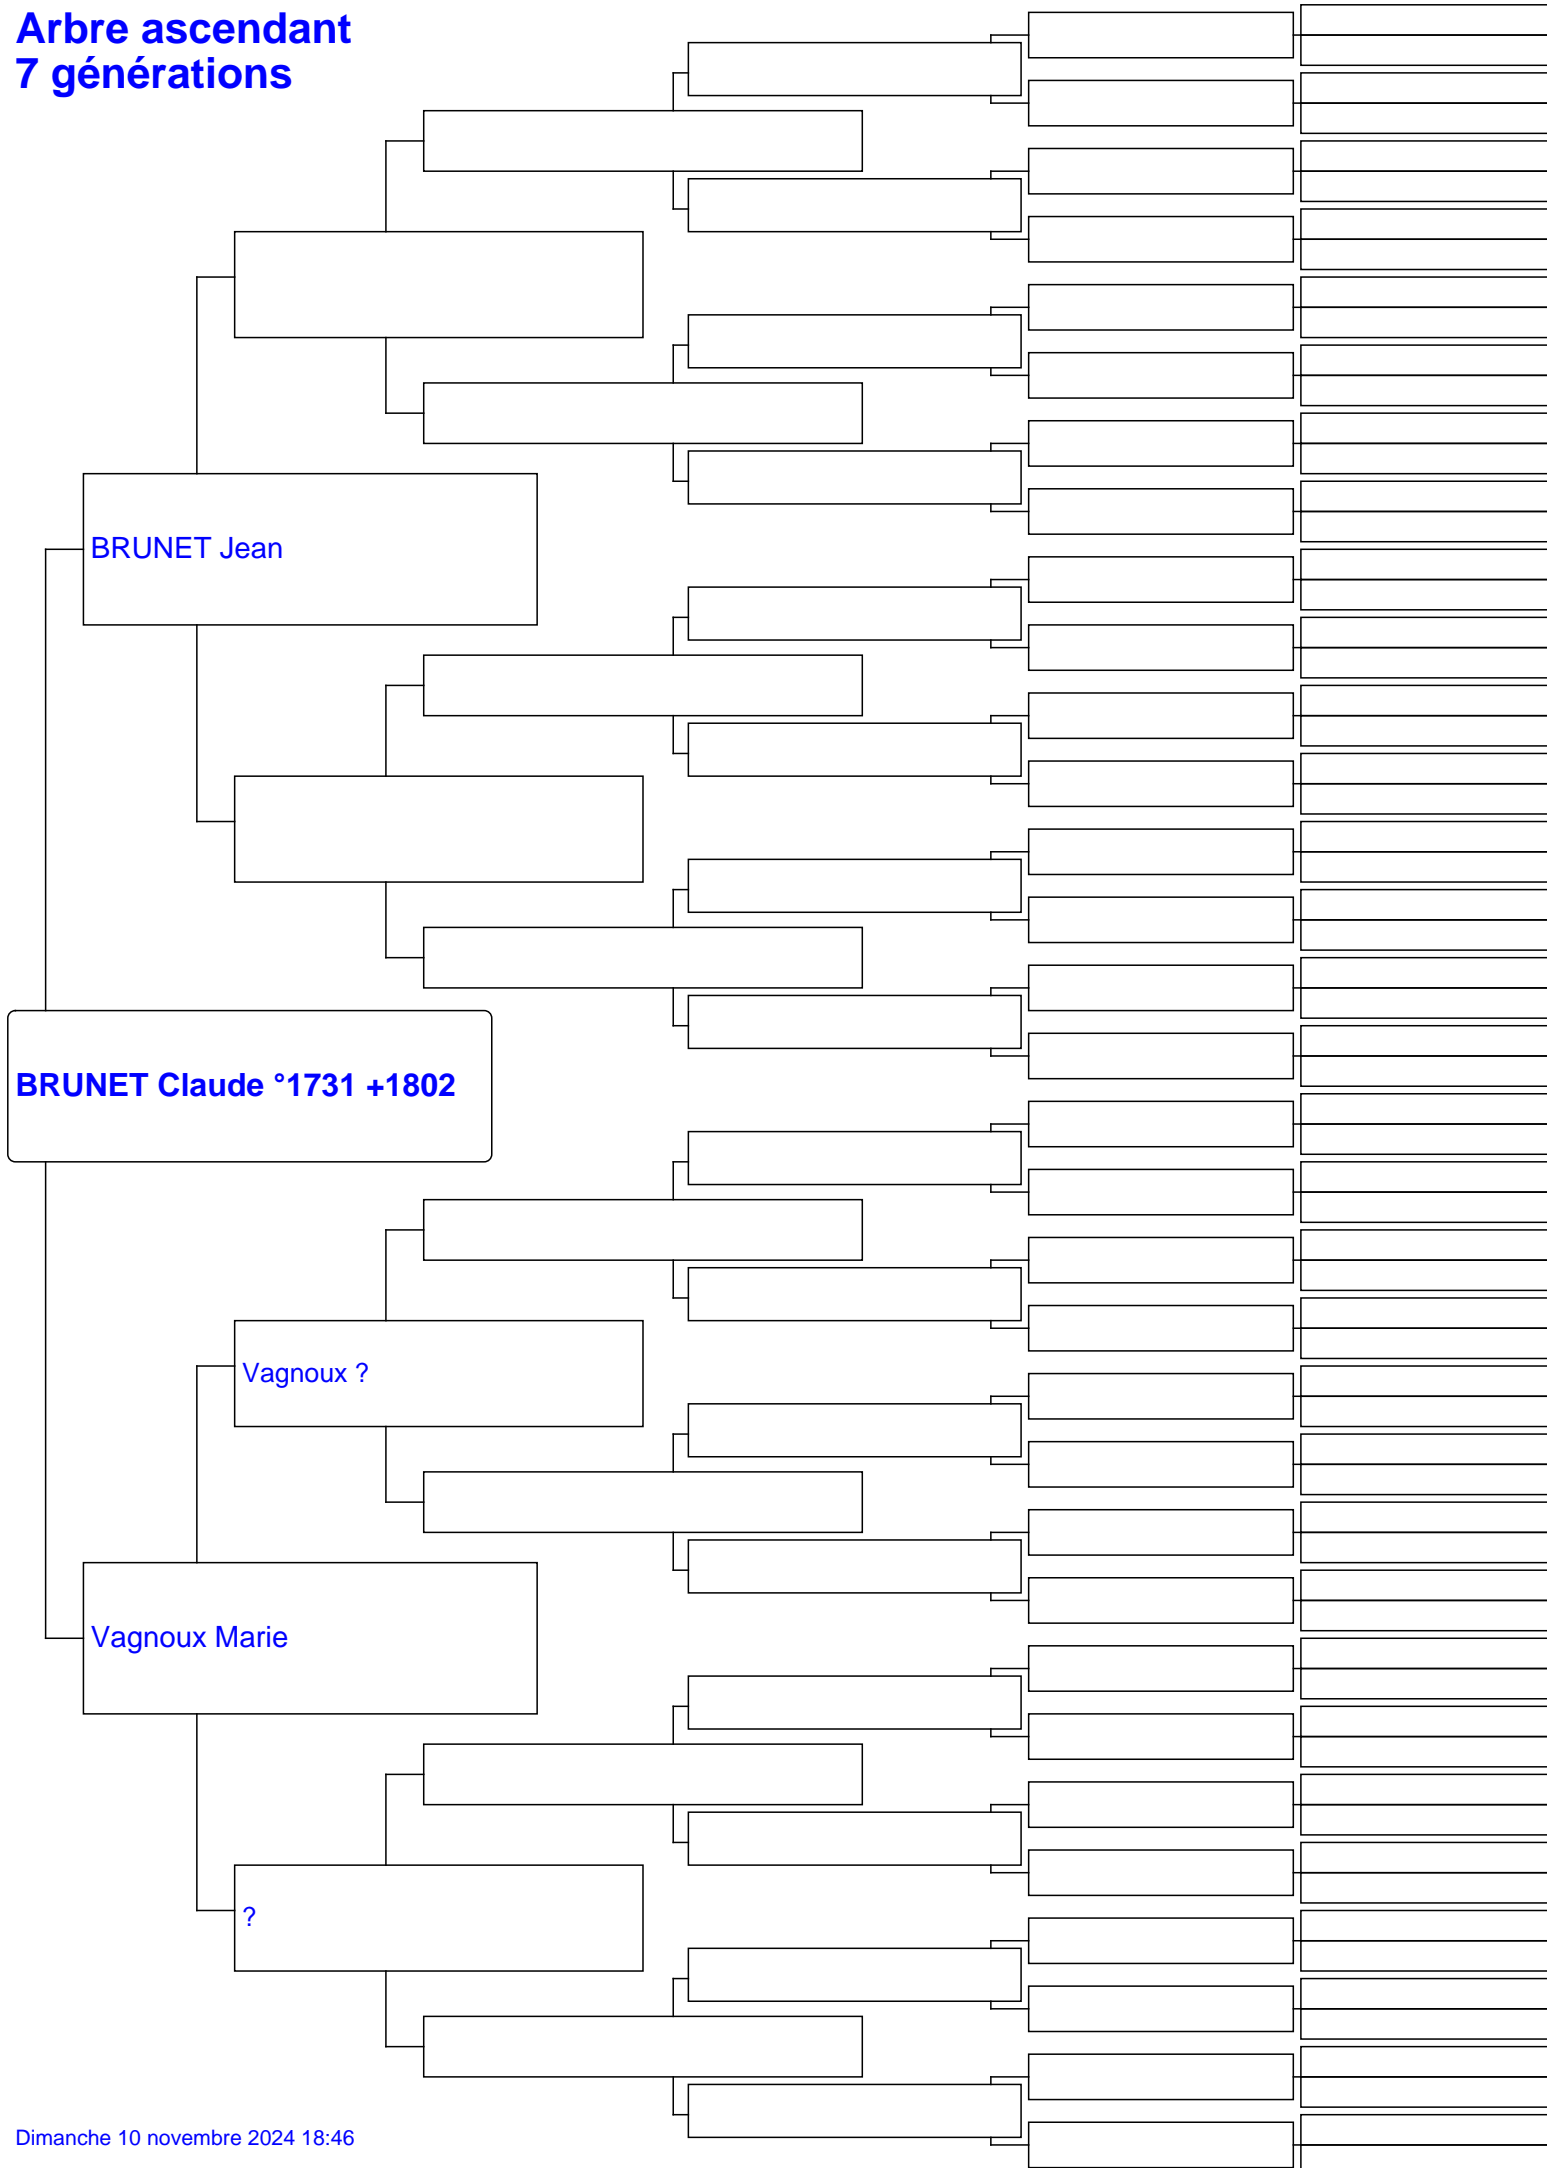 Arbre ascendant
7 générations
BRUNET Jean
BRUNET Claude °1731 +1802
Vagnoux ?
Vagnoux Marie
?
Dimanche 10 novembre 2024 18:46